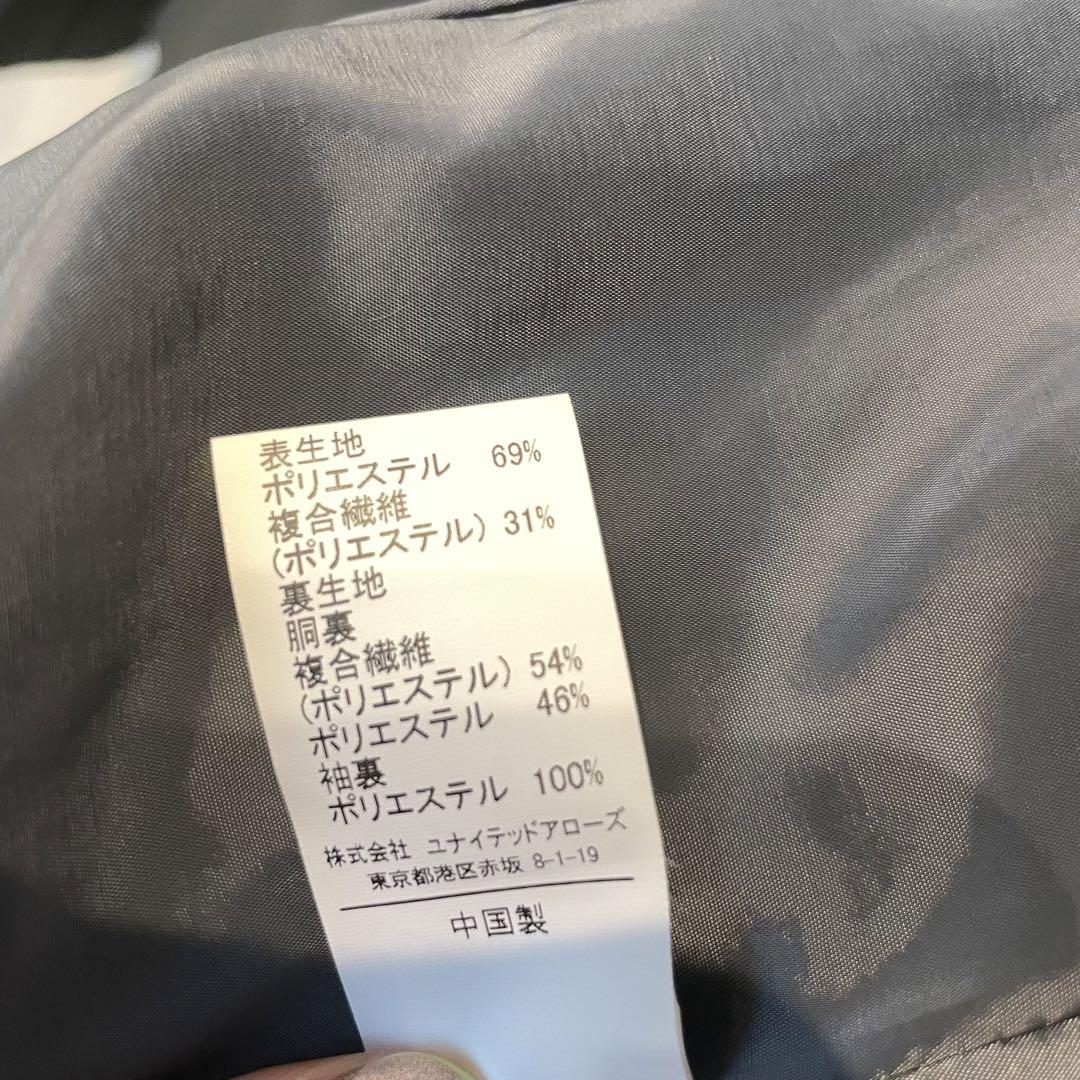 表生地
ポリエステル 69%
複合繊維
(ポリエステル) 31%
裏生地
胴裏
複合繊維
(ポリエステル) 54%
ポリエステル 46%
袖裏
ポリエステル 100%
株式会社 ユナイテッドアローズ
東京都港区赤坂 8-1-19
中国製